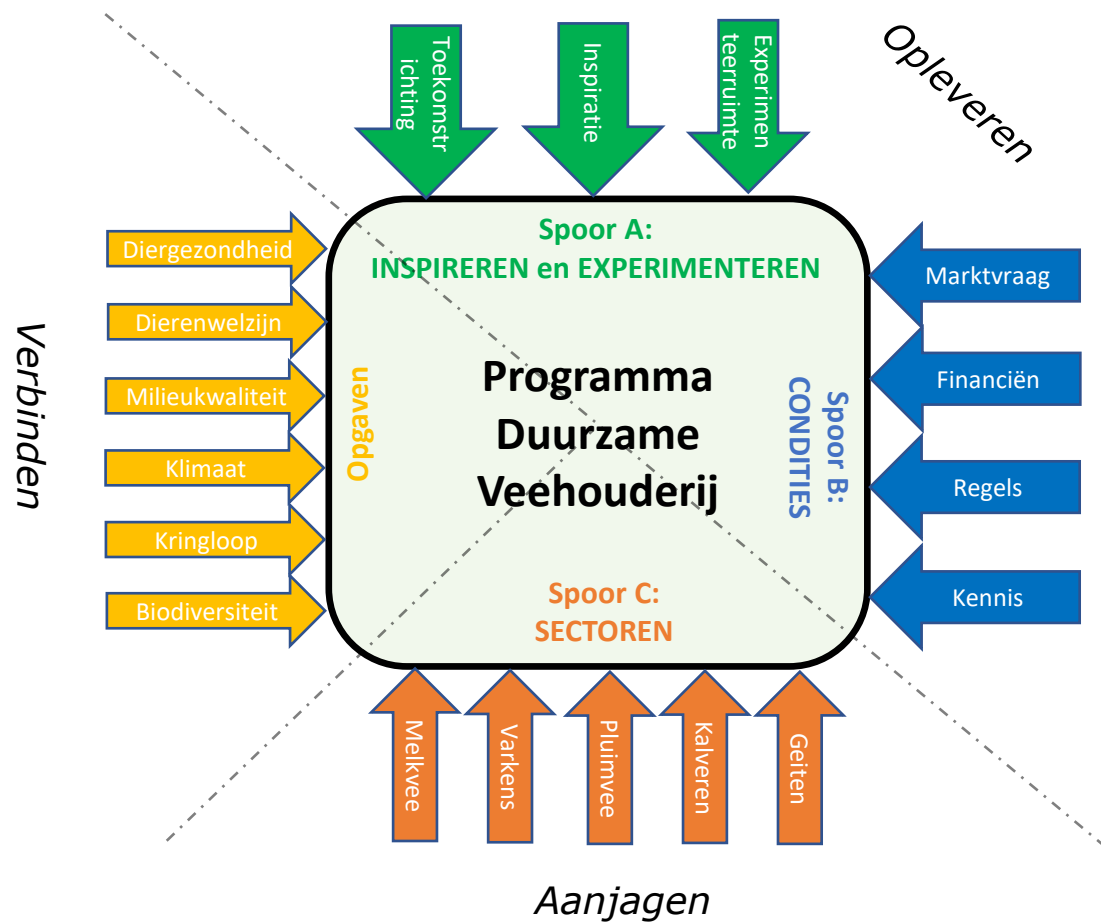 Toekomstr
ichting
Inspiratie
Experimen
teerruimte
Opleveren
Spoor A:
INSPIREREN en EXPERIMENTEREN
Diergezondheid
Dierenwelzijn
Milieukwaliteit
Klimaat
Kringloop
Biodiversiteit
Verbinden
Opgaven
Programma
Duurzame
Veehouderij
Spoor B:
CONDITIES
Marktvraag
Financiën
Regels
Kennis
Spoor C:
SECTOREN
Melkvee
Varkens
Pluimvee
Kalveren
Geiten
Aanjagen